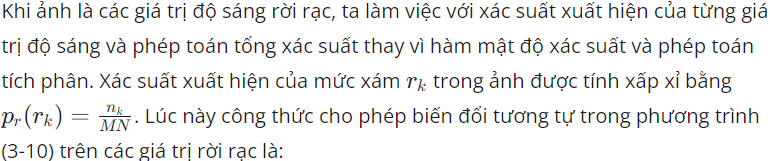 Khi ảnh là các giá trị độ sáng rời rạc, ta làm việc với xác suất xuất hiện của từng giá
trị độ sáng và phép toán tổng xác suất thay vì hàm mật độ xác suất và phép toán
tích phân. Xác suất xuất hiện của mức xám $r_k$ trong ảnh được tính xấp xỉ bằng
$p_r(r_k) = \frac{n_k}{MN}$. Lúc này công thức cho phép biến đổi tương tự trong phương trình
(3-10) trên các giá trị rời rạc là: